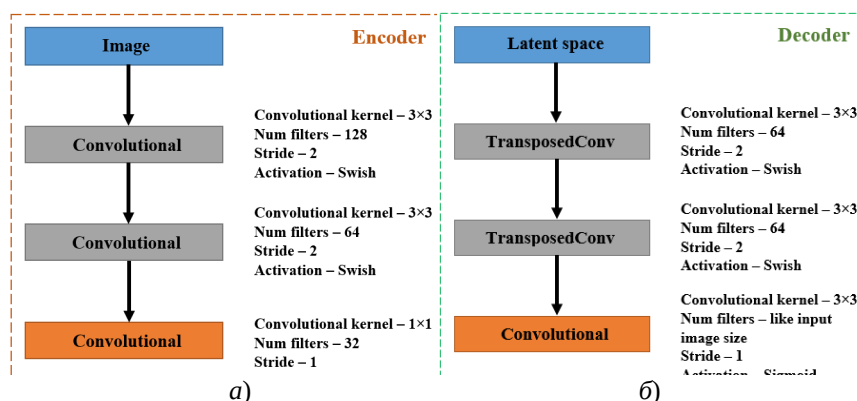 Encoder
Image
Convolutional kernel – 3×3
Num filters – 128
Stride – 2
Activation – Swish
Convolutional
Convolutional kernel – 3×3
Num filters – 64
Stride – 2
Activation – Swish
Convolutional
Convolutional kernel – 1×1
Num filters – 32
Stride – 1
Convolutional
а)
Decoder
Latent space
Convolutional kernel – 3×3
Num filters – 64
Stride – 2
Activation – Swish
TransposedConv
Convolutional kernel – 3×3
Num filters – 64
Stride – 2
Activation – Swish
TransposedConv
Convolutional kernel – 3×3
Num filters – like input
image size
Stride – 1
Activation – Sigmoid
Convolutional
б)